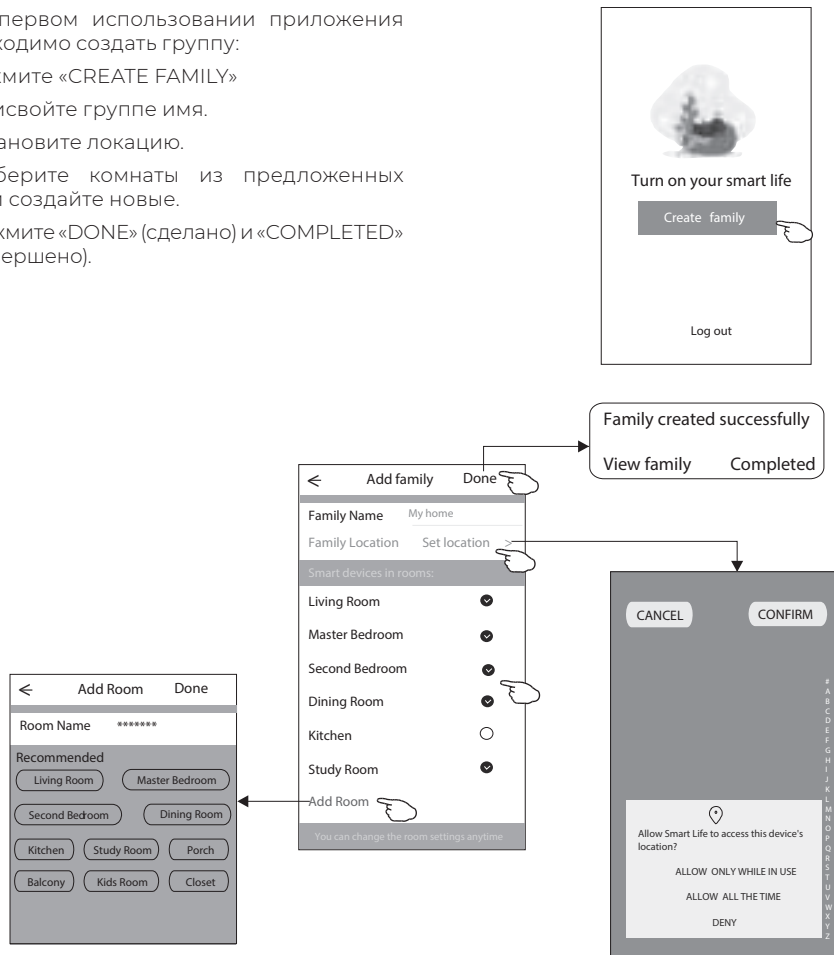 первом использовании приложения
ходимо создать группу:
жмите «CREATE FAMILY»
исвойте группе имя.
ановите локацию.
берите комнаты из предложенных
и создайте новые.
жмите «DONE» (сделано) и «COMPLETED»
ершено).
Turn on your smart life
Create family
Log out
Family created successfully
View family Completed
Add family Done
Family Name My home
Family Location Set location >
Smart devices in rooms:
Living Room
Master Bedroom
Second Bedroom
Dining Room
Kitchen
Study Room
Add Room
You can change the room settings anytime
Add Room Done
Room Name *******
Recommended
Living Room Master Bedroom
Second Bedroom Dining Room
Kitchen Study Room Porch
Balcony Kids Room Closet
CANCEL CONFIRM
#
A
B
C
D
E
F
G
H
I
J
K
L
M
N
O
P
Q
R
S
T
U
V
W
X
Y
Z
Allow Smart Life to access this device's
location?
ALLOW ONLY WHILE IN USE
ALLOW ALL THE TIME
DENY